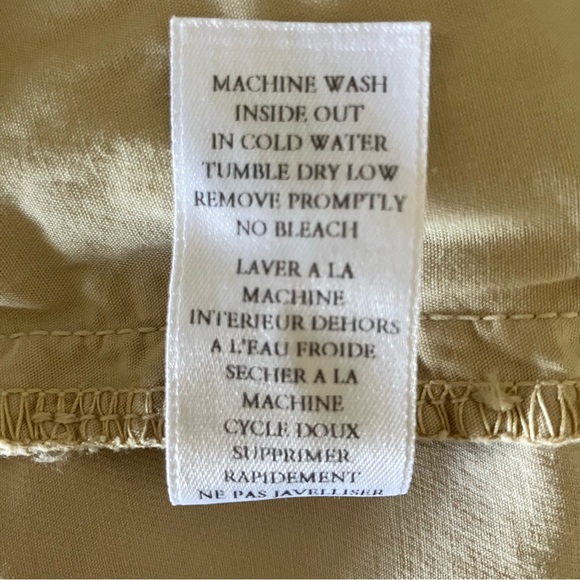 MACHINE WASH
INSIDE OUT
IN COLD WATER
TUMBLE DRY LOW
REMOVE PROMPTLY
NO BLEACH
LAVER A LA
MACHINE
INTERIEUR DEHORS
A L'EAU FROIDE
SECHER A LA
MACHINE
CYCLE DOUX
SUPPRIMER
RAPIDEMENT
NE PAS JAVELLISER